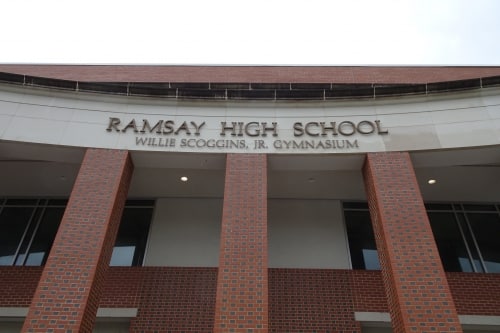 RAMSAY HIGH SCHOOL
WILLIE SCOGGINS, JR. GYMNASIUM